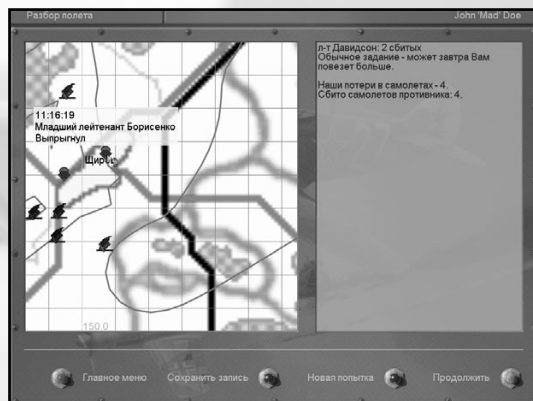 Разбор полета
John 'Mad' Doe
11:16:19
Младший лейтенант Борисенко
Выпрыгнул
150.0
л-т Давидсон: 2 сбитых
Обычное задание - может завтра Вам
повезет больше.
Наши потери в самолетах - 4.
Сбито самолетов противника: 4.
Главное меню
Сохранить запись
Новая попытка
Продолжить